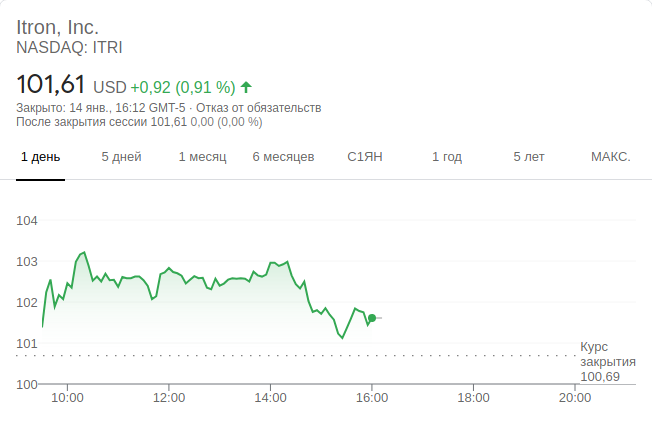 Itron, Inc.
NASDAQ: ITRI
101,61 USD +0,92 (0,91 %)
Закрыто: 14 янв., 16:12 GMT-5 · Отказ от обязательств
После закрытия сессии 101,61 0,00 (0,00 %)
1 день 5 дней 1 месяц 6 месяцев С1ЯН 1 год 5 лет МАКС.
104
103
102
101
Курс
закрытия
100,69
100
10:00 12:00 14:00 16:00 18:00 20:00